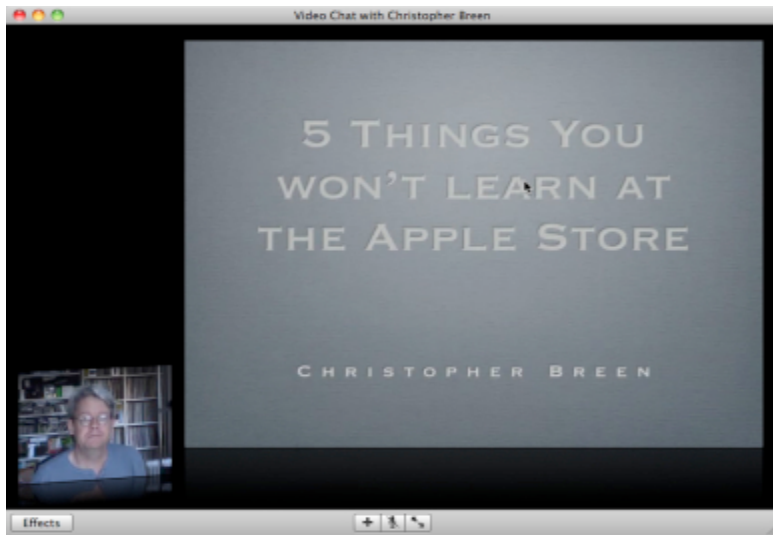 Video Chat with Christopher Breen
5 THINGS YOU
WON'T LEARN AT
THE APPLE STORE
CHRISTOPHER BREEN
Effects